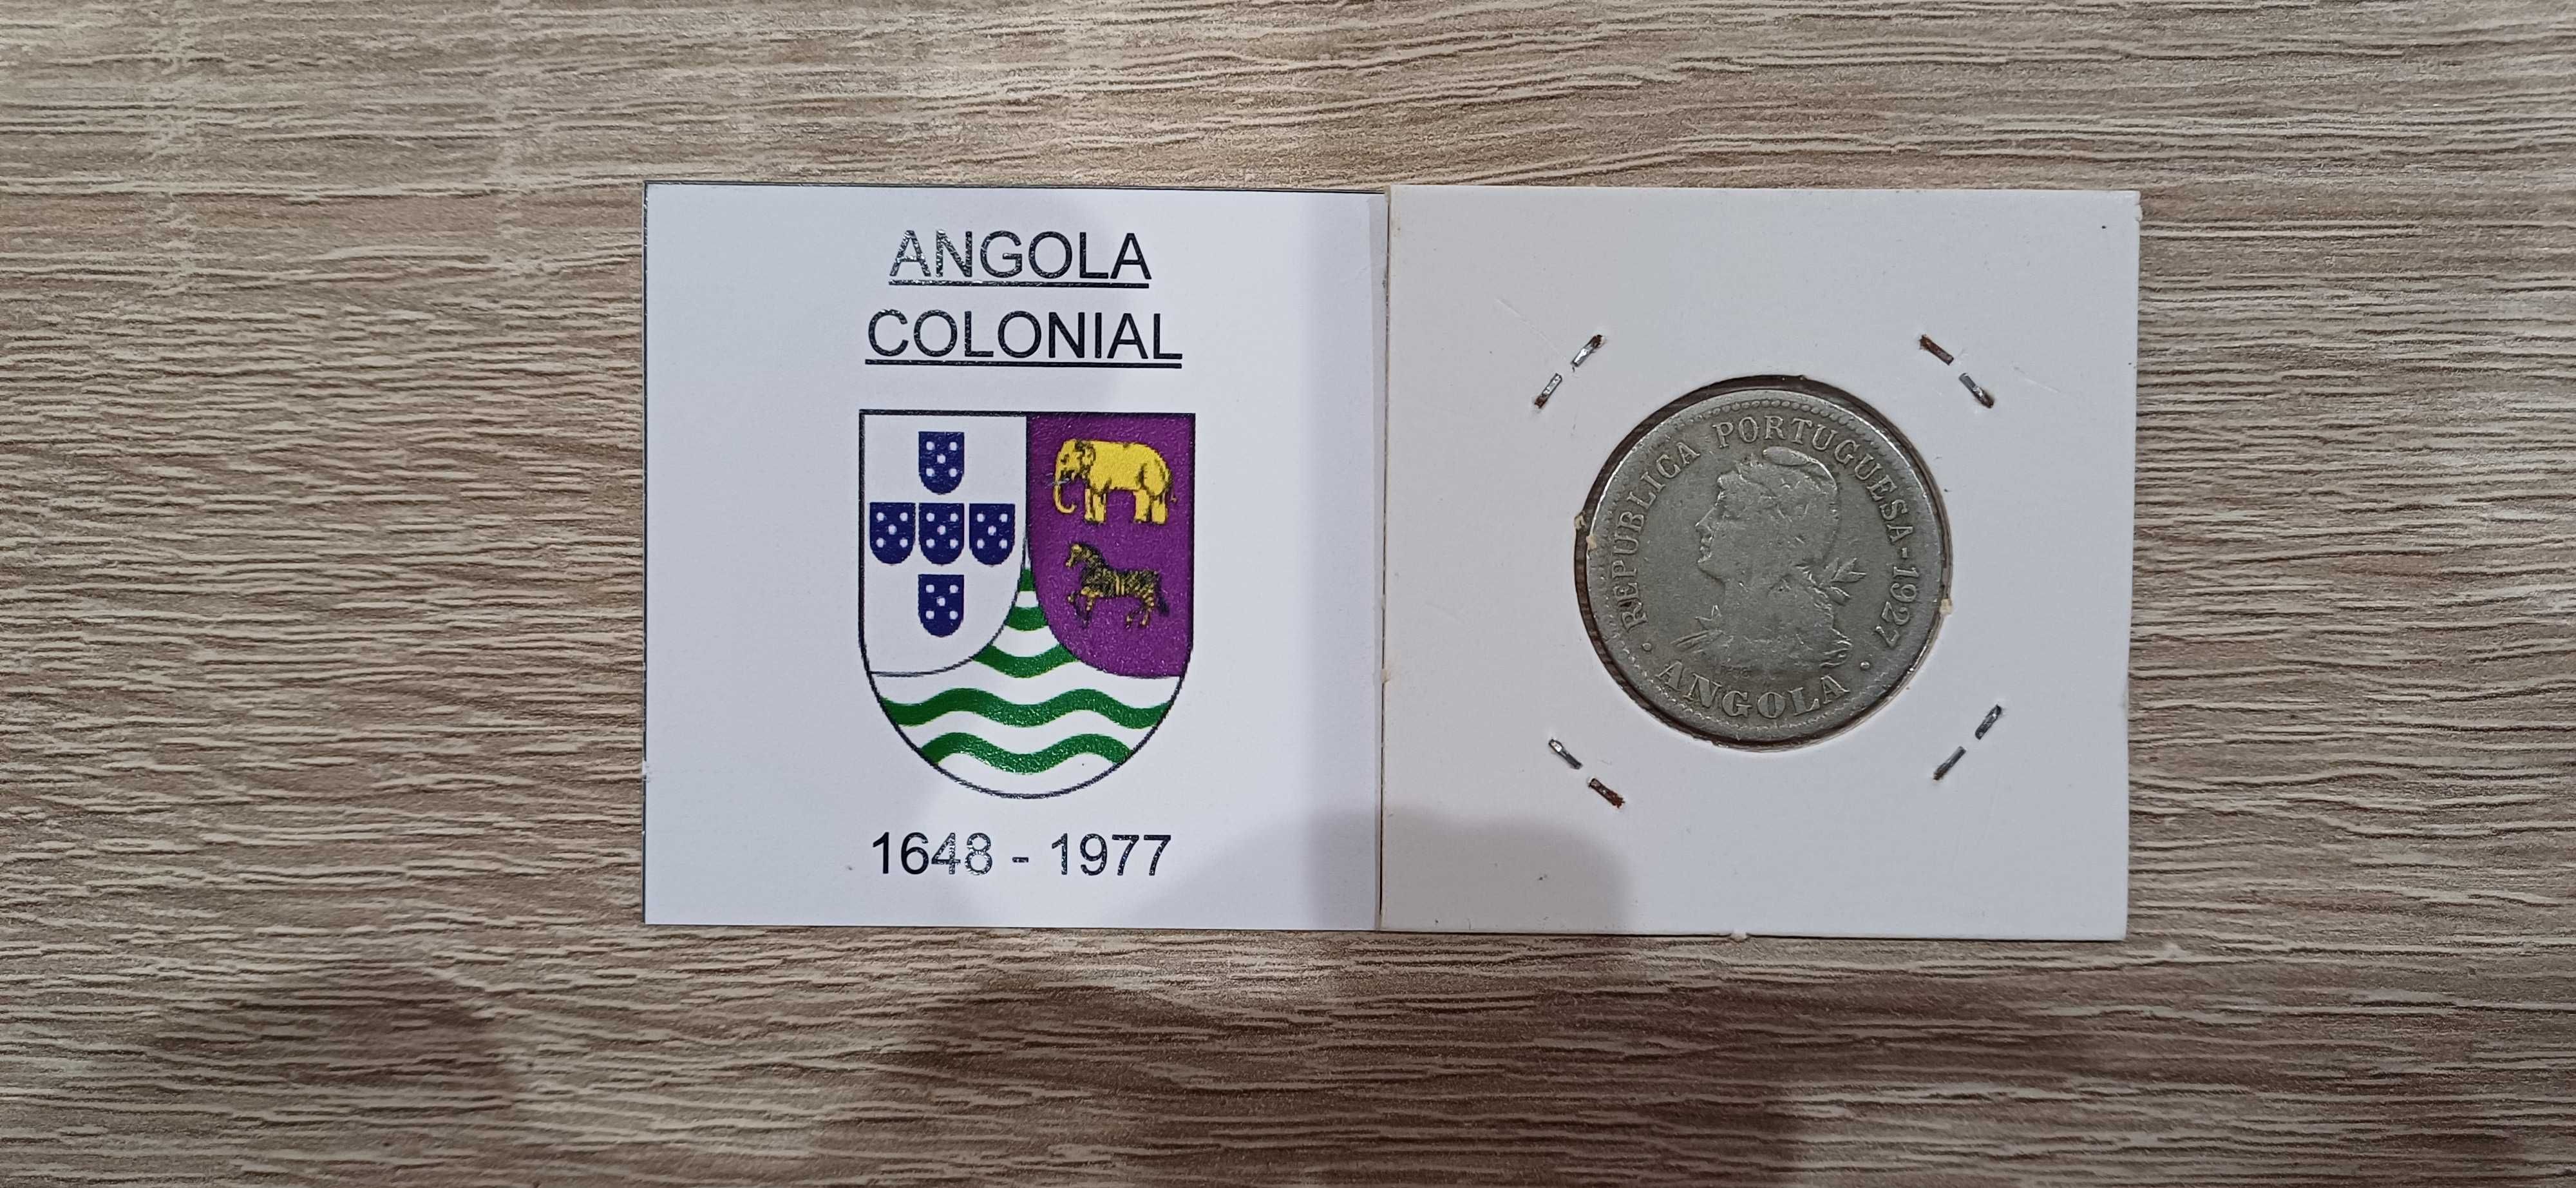 ANGOLA
COLONIAL
1648 - 1977
REPUBLICA PORTUGUESA-1927
• ANGOLA •